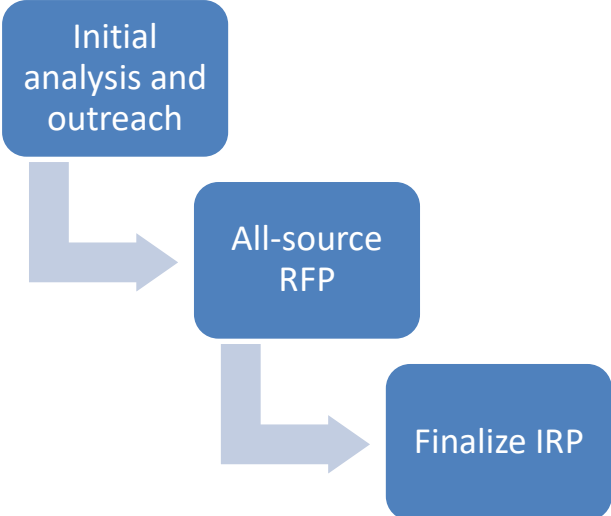 Initial
analysis and
outreach
All-source
RFP
Finalize IRP